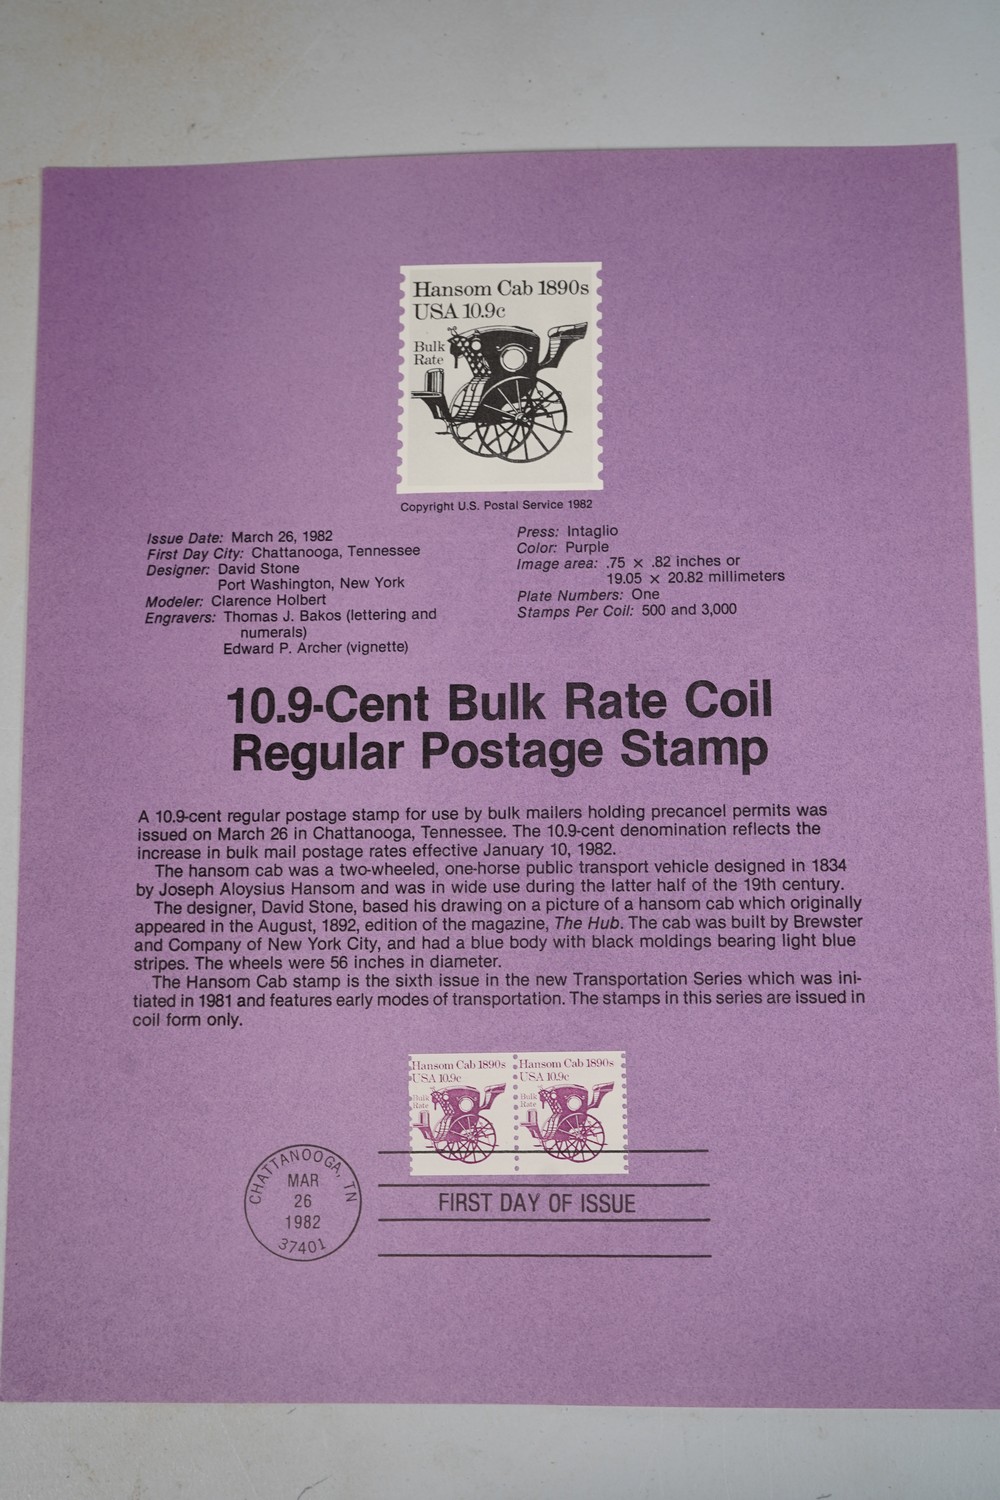 Hansom Cab 1890s
USA 10.9c
Bulk
Rate
Copyright U.S. Postal Service 1982
Issue Date: March 26, 1982
First Day City: Chattanooga, Tennessee
Designer: David Stone
Port Washington, New York
Modeler: Clarence Holbert
Engravers: Thomas J. Bakos (lettering and
numerals)
Edward P. Archer (vignette)
Press: Intaglio
Color: Purple
Image area: .75 × .82 inches or
19.05 × 20.82 millimeters
Plate Numbers: One
Stamps Per Coil: 500 and 3,000
10.9-Cent Bulk Rate Coil
Regular Postage Stamp
A 10.9-cent regular postage stamp for use by bulk mailers holding precancel permits was
issued on March 26 in Chattanooga, Tennessee. The 10.9-cent denomination reflects the
increase in bulk mail postage rates effective January 10, 1982.
The hansom cab was a two-wheeled, one-horse public transport vehicle designed in 1834
by Joseph Aloysius Hansom and was in wide use during the latter half of the 19th century.
The designer, David Stone, based his drawing on a picture of a hansom cab which originally
appeared in the August, 1892, edition of the magazine, The Hub. The cab was built by Brewster
and Company of New York City, and had a blue body with black moldings bearing light blue
stripes. The wheels were 56 inches in diameter.
The Hansom Cab stamp is the sixth issue in the new Transportation Series which was ini-
tiated in 1981 and features early modes of transportation. The stamps in this series are issued in
coil form only.
Hansom Cab 1890s
USA 10.9c
Bulk
Rate
Hansom Cab 1890s
USA 10.9c
Bulk
Rate
CHATTANOOGA, TN
MAR
26
1982
37401
FIRST DAY OF ISSUE